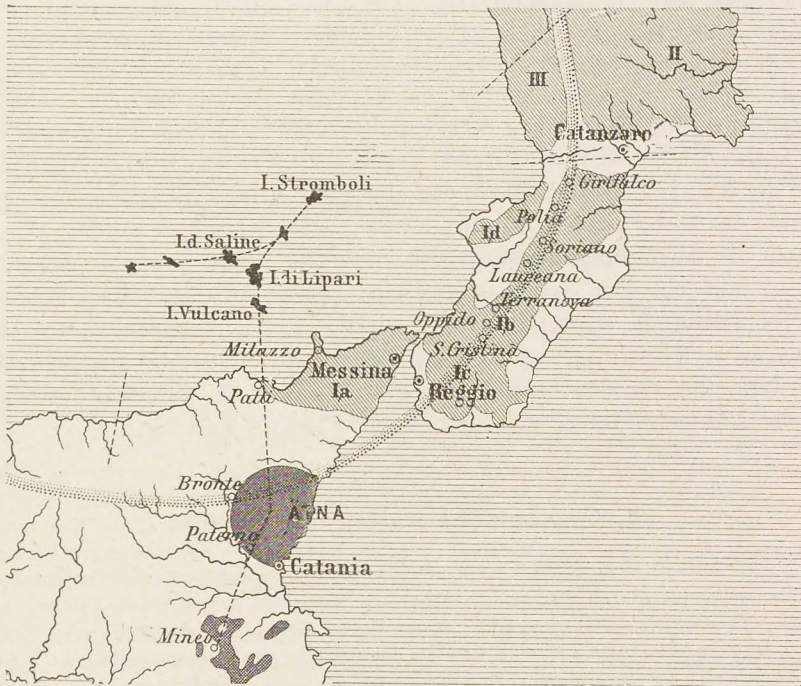 III
II
Catanzaro
Girifalco
I. Stromboli
Polia
I.d. Saline
Id
Soriano
I.di Lipari
Laureana
Terranova
I.Vulcano
Oppido
Ib
Milazzo
S.Cristina
Messina
Ic
Ia
Reggio
Patti
Bronte
ÄTNA
Paterno
Catania
Mineo